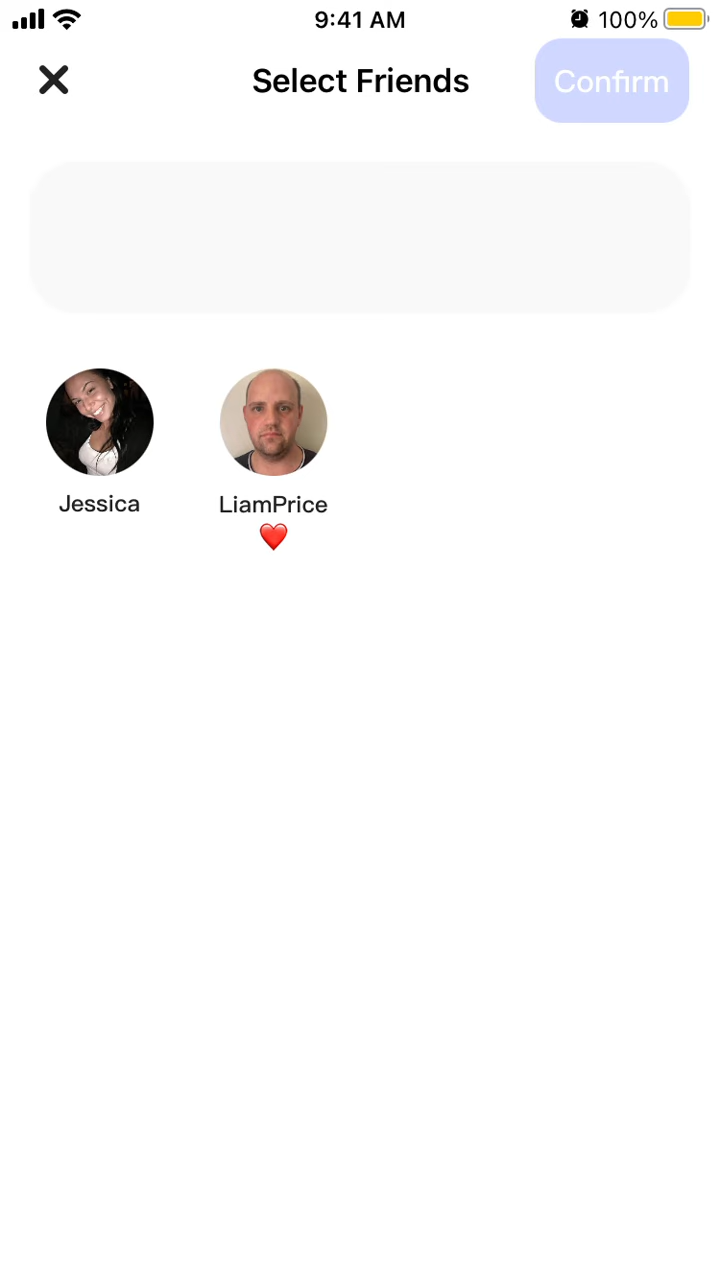 9:41 AM
100%
Select Friends
Confirm
Jessica
LiamPrice
❤️